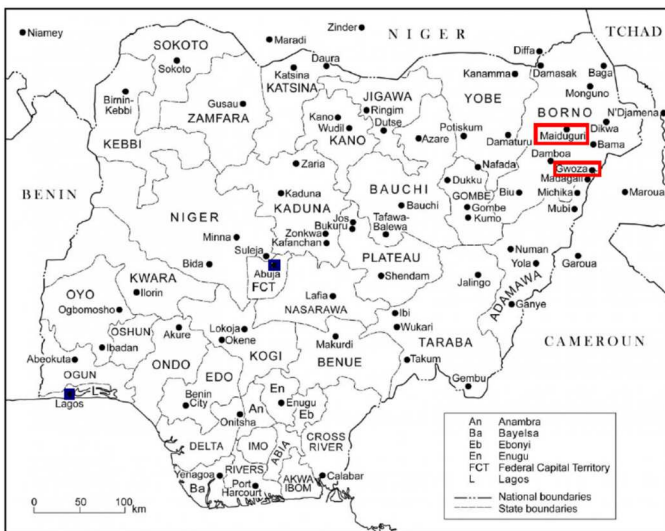 Niamey
Zinder
NIGER
TCHAD
Maradi
Diffa
SOKOTO
Sokoto
Daura
Katsina
KATSINA
Kanamma
Damasak
Baga
Monguno
Birnin-Kebbi
Gusau
ZAMFARA
JIGAWA
Ringim
Dutse
YOBE
BORNO
N'Djamena
Kano
Wudil
KANO
Azare
Potiskum
Damaturu
Maiduguri
Dikwa
Bama
KEBBI
Zaria
Damboa
Gwoza
Madagali
Nafada
Dukku
BENIN
Kaduna
KADUNA
BAUCHI
Bauchi
GOMBE
Gombe
Kumo
Biu
Michika
Mubi
Maroua
NIGER
Minna
Jos
Bukuru
Zonkwa
Kafanchan
Tafawa-
Balewa
Suleja
Bida
Abuja
FCT
PLATEAU
Shendam
Numan
Yola
Garoua
KWARA
Ilorin
OYO
Ogbomosho
Lafia
NASARAWA
Jalingo
ADAMAWA
Ganye
Ibi
Wukari
OSHUN
Ibadan
Akure
Lokoja
Okene
KOGI
Makurdi
BENUE
TARABA
Takum
CAMEROUN
Abeokuta
OGUN
ONDO
EDO
Gembu
L
Lagos
Benin
City
En
Enugu
An
Eb
Onitsha
DELTA
IMO
ABIA
CROSS
RIVER
Yenagoa
RIVERS
Port
Harcourt
Ba
AKWA
IBOM
Calabar
An Anambra
Ba Bayelsa
Eb Ebonyi
En Enugu
FCT Federal Capital Territory
L Lagos
National boundaries
State boundaries
0 50 100
km